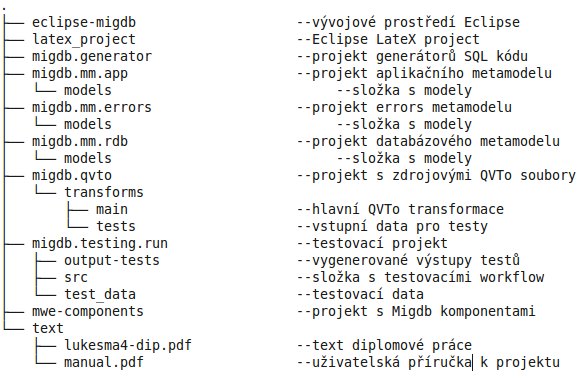 .
├── eclipse-migdb                    --vývojové prostředí Eclipse
├── latex_project                    --Eclipse LateX project
├── migdb.generator                  --projekt generátorů SQL kódu
├── migdb.mm.app                     --projekt aplikačního metamodelu
│   └── models                            --složka s modely
├── migdb.mm.errors                  --projekt errors metamodelu
│   └── models                            --složka s modely
├── migdb.mm.rdb                     --projekt databázového metamodelu
│   └── models                            --složka s modely
├── migdb.qvto                       --projekt s zdrojovými QVTo soubory
│   └── transforms
│       ├── main                     --hlavní QVTo transformace
│       └── tests                    --vstupní data pro testy
├── migdb.testing.run                --testovací projekt
│   ├── output-tests                 --vygenerované výstupy testů
│   ├── src                          --složka s testovacími workflow
│   └── test_data                    --testovací data
├── mwe-components                   --projekt s Migdb komponentami
└── text
    ├── lukesma4-dip.pdf             --text diplomové práce
    └── manual.pdf                   --uživatelská příručka k projektu